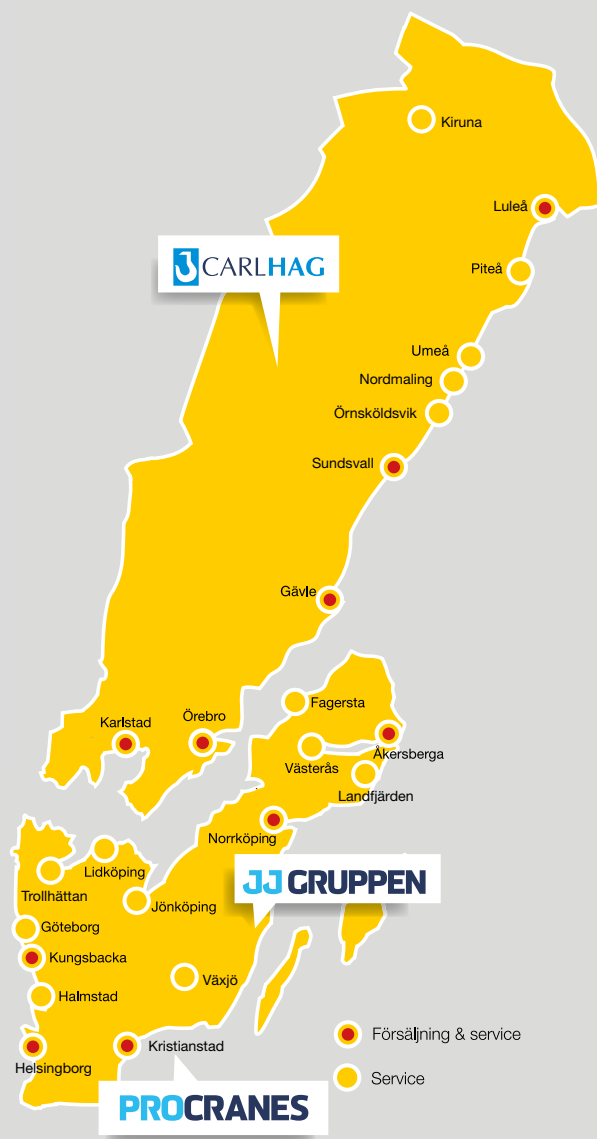 Kiruna
Luleå
CARLHAG
Piteå
Umeå
Nordmaling
Örnsköldsvik
Sundsvall
Gävle
Fagersta
Karlstad
Örebro
Åkersberga
Västerås
Landfjärden
Norrköping
Lidköping
Trollhättan
JJ GRUPPEN
Jönköping
Göteborg
Kungsbacka
Växjö
Halmstad
Försäljning & service
Kristianstad
Helsingborg
Service
PROCRANES